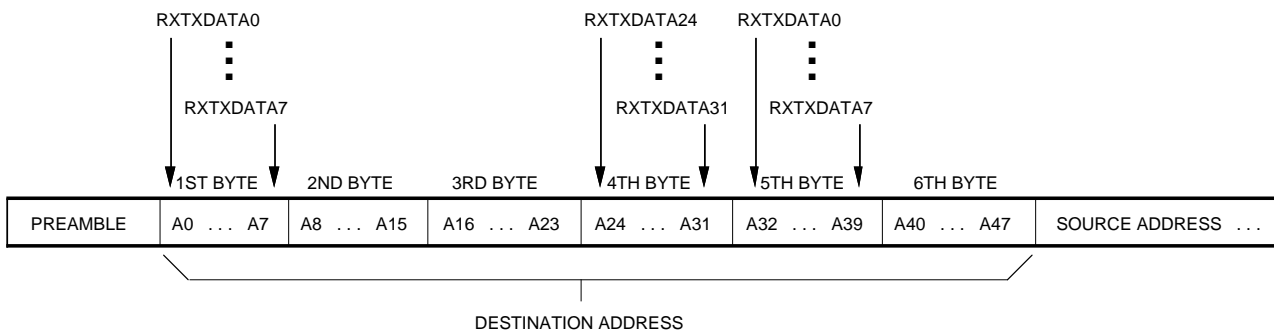 RXTXDATA0 RXTXDATA24 RXTXDATA0
RXTXDATA7 RXTXDATA31 RXTXDATA7
1ST BYTE 2ND BYTE 3RD BYTE 4TH BYTE 5TH BYTE 6TH BYTE
PREAMBLE A0 ... A7 A8 ... A15 A16 ... A23 A24 ... A31 A32 ... A39 A40 ... A47 SOURCE ADDRESS ...
DESTINATION ADDRESS